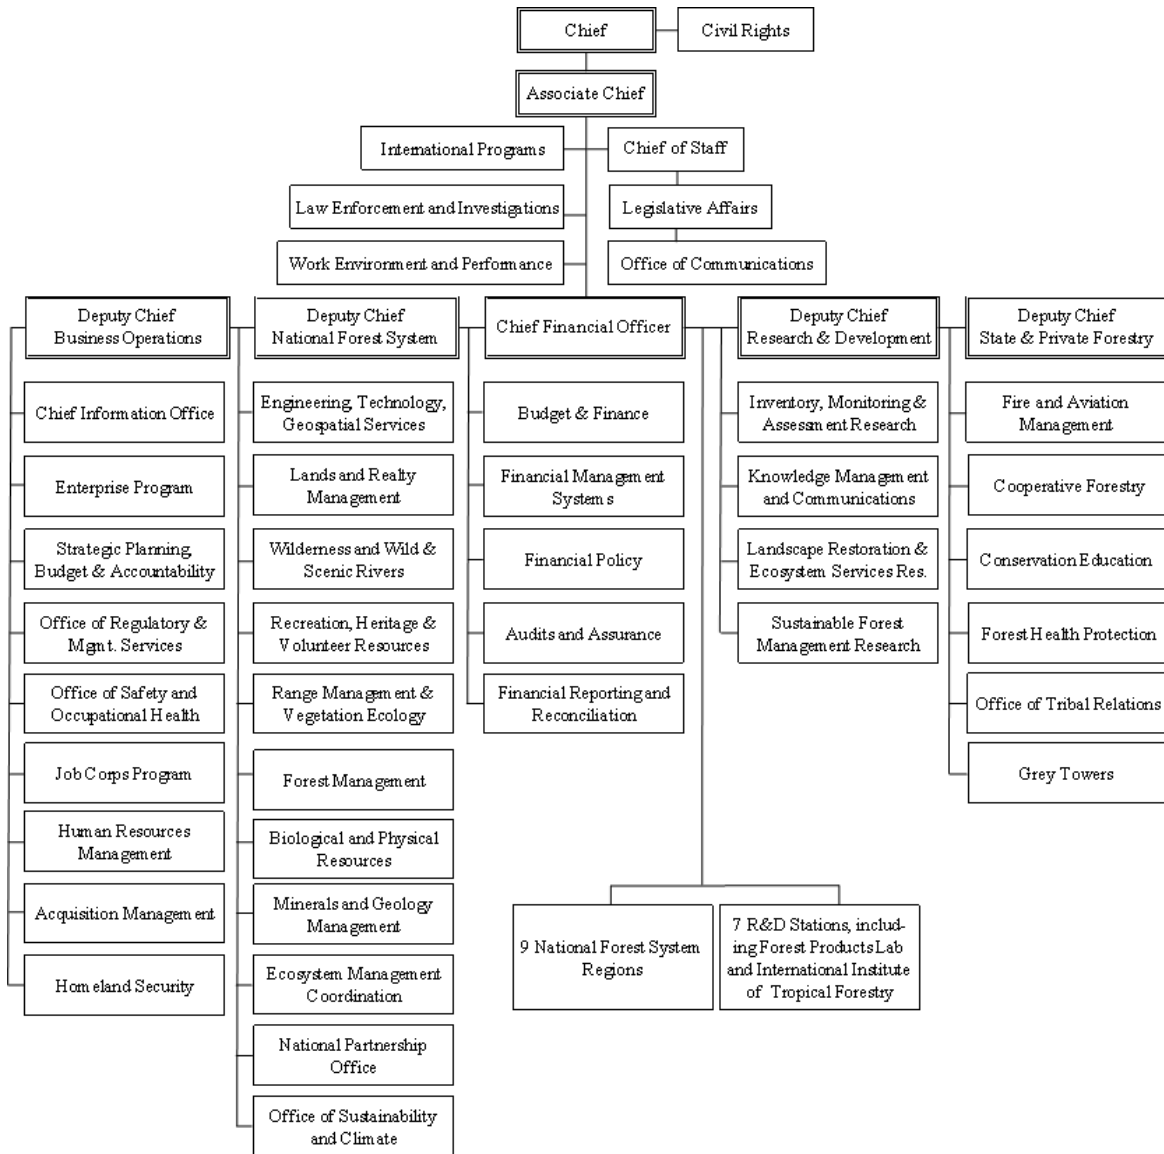 Chief
Civil Rights
Associate Chief
International Programs
Chief of Staff
Law Enforcement and Investigations
Legislative Affairs
Work Environment and Performance
Office of Communications
Deputy Chief
Business Operations
Deputy Chief
National Forest System
Chief Financial Officer
Deputy Chief
Research & Development
Deputy Chief
State & Private Forestry
Chief Information Office
Enterprise Program
Strategic Planning,
Budget & Accountability
Office of Regulatory &
Mgmt. Services
Office of Safety and
Occupational Health
Job Corps Program
Human Resources
Management
Acquisition Management
Homeland Security
Engineering, Technology,
Geospatial Services
Lands and Realty
Management
Wilderness and Wild &
Scenic Rivers
Recreation, Heritage &
Volunteer Resources
Range Management &
Vegetation Ecology
Forest Management
Biological and Physical
Resources
Minerals and Geology
Management
Ecosystem Management
Coordination
National Partnership
Office
Office of Sustainability
and Climate
Budget & Finance
Financial Management
Systems
Financial Policy
Audits and Assurance
Financial Reporting and
Reconciliation
Inventory, Monitoring &
Assessment Research
Knowledge Management
and Communications
Landscape Restoration &
Ecosystem Services Res.
Sustainable Forest
Management Research
Fire and Aviation
Management
Cooperative Forestry
Conservation Education
Forest Health Protection
Office of Tribal Relations
Grey Towers
9 National Forest System
Regions
7 R&D Stations, includ-
ing Forest Products Lab
and International Institute
of Tropical Forestry